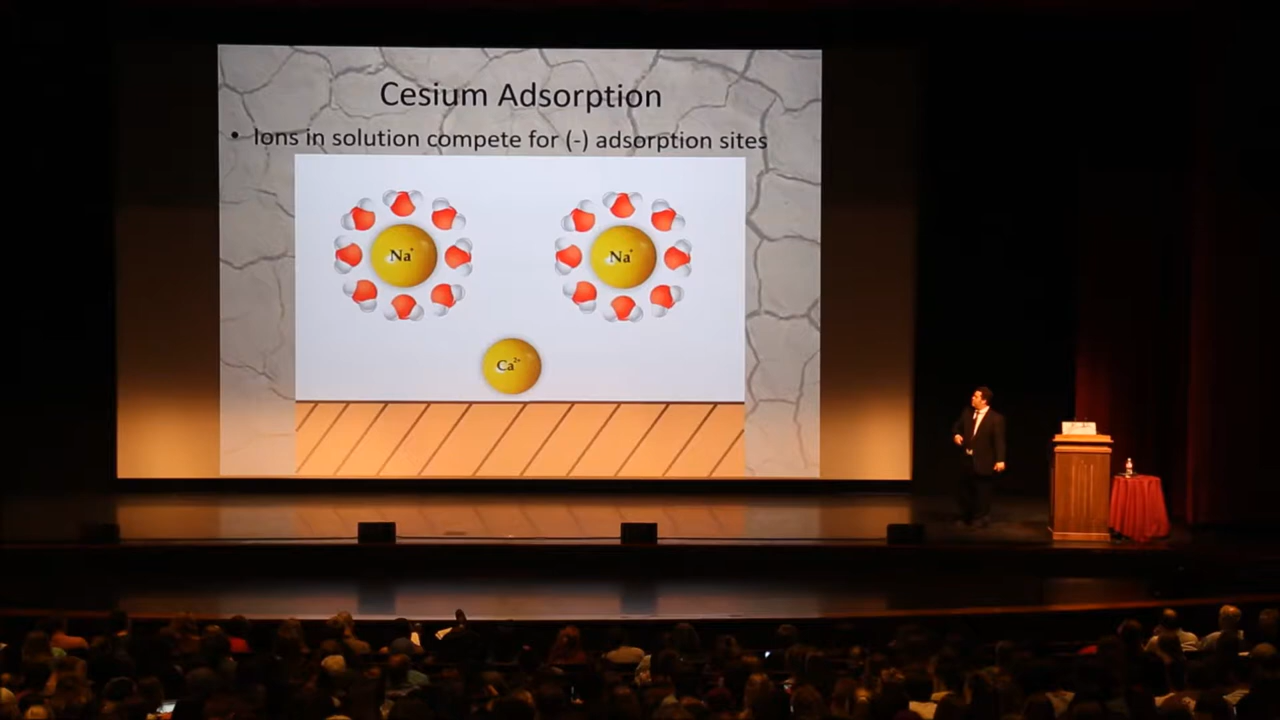 Cesium Adsorption
• Ions in solution compete for (-) adsorption sites
Na⁺
Na⁺
Ca²⁺